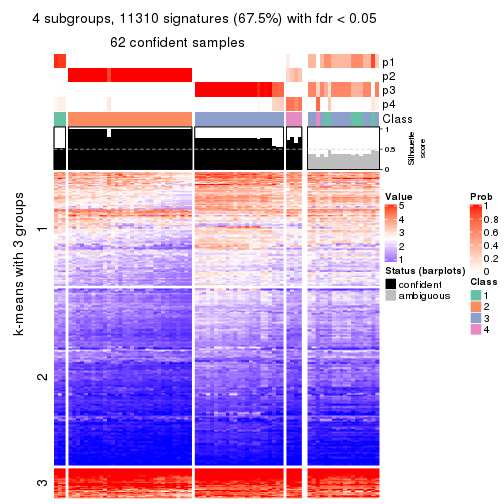 4 subgroups, 11310 signatures (67.5%) with fdr < 0.05
62 confident samples
p1
p2
p3
p4
Class
1
0.5
0
Silhouette
score
k-means with 3 groups
1
2
3
Value
5
4
3
2
1
Status (barplots)
confident
ambiguous
Prob
1
0.8
0.6
0.4
0.2
0
Class
1
2
3
4